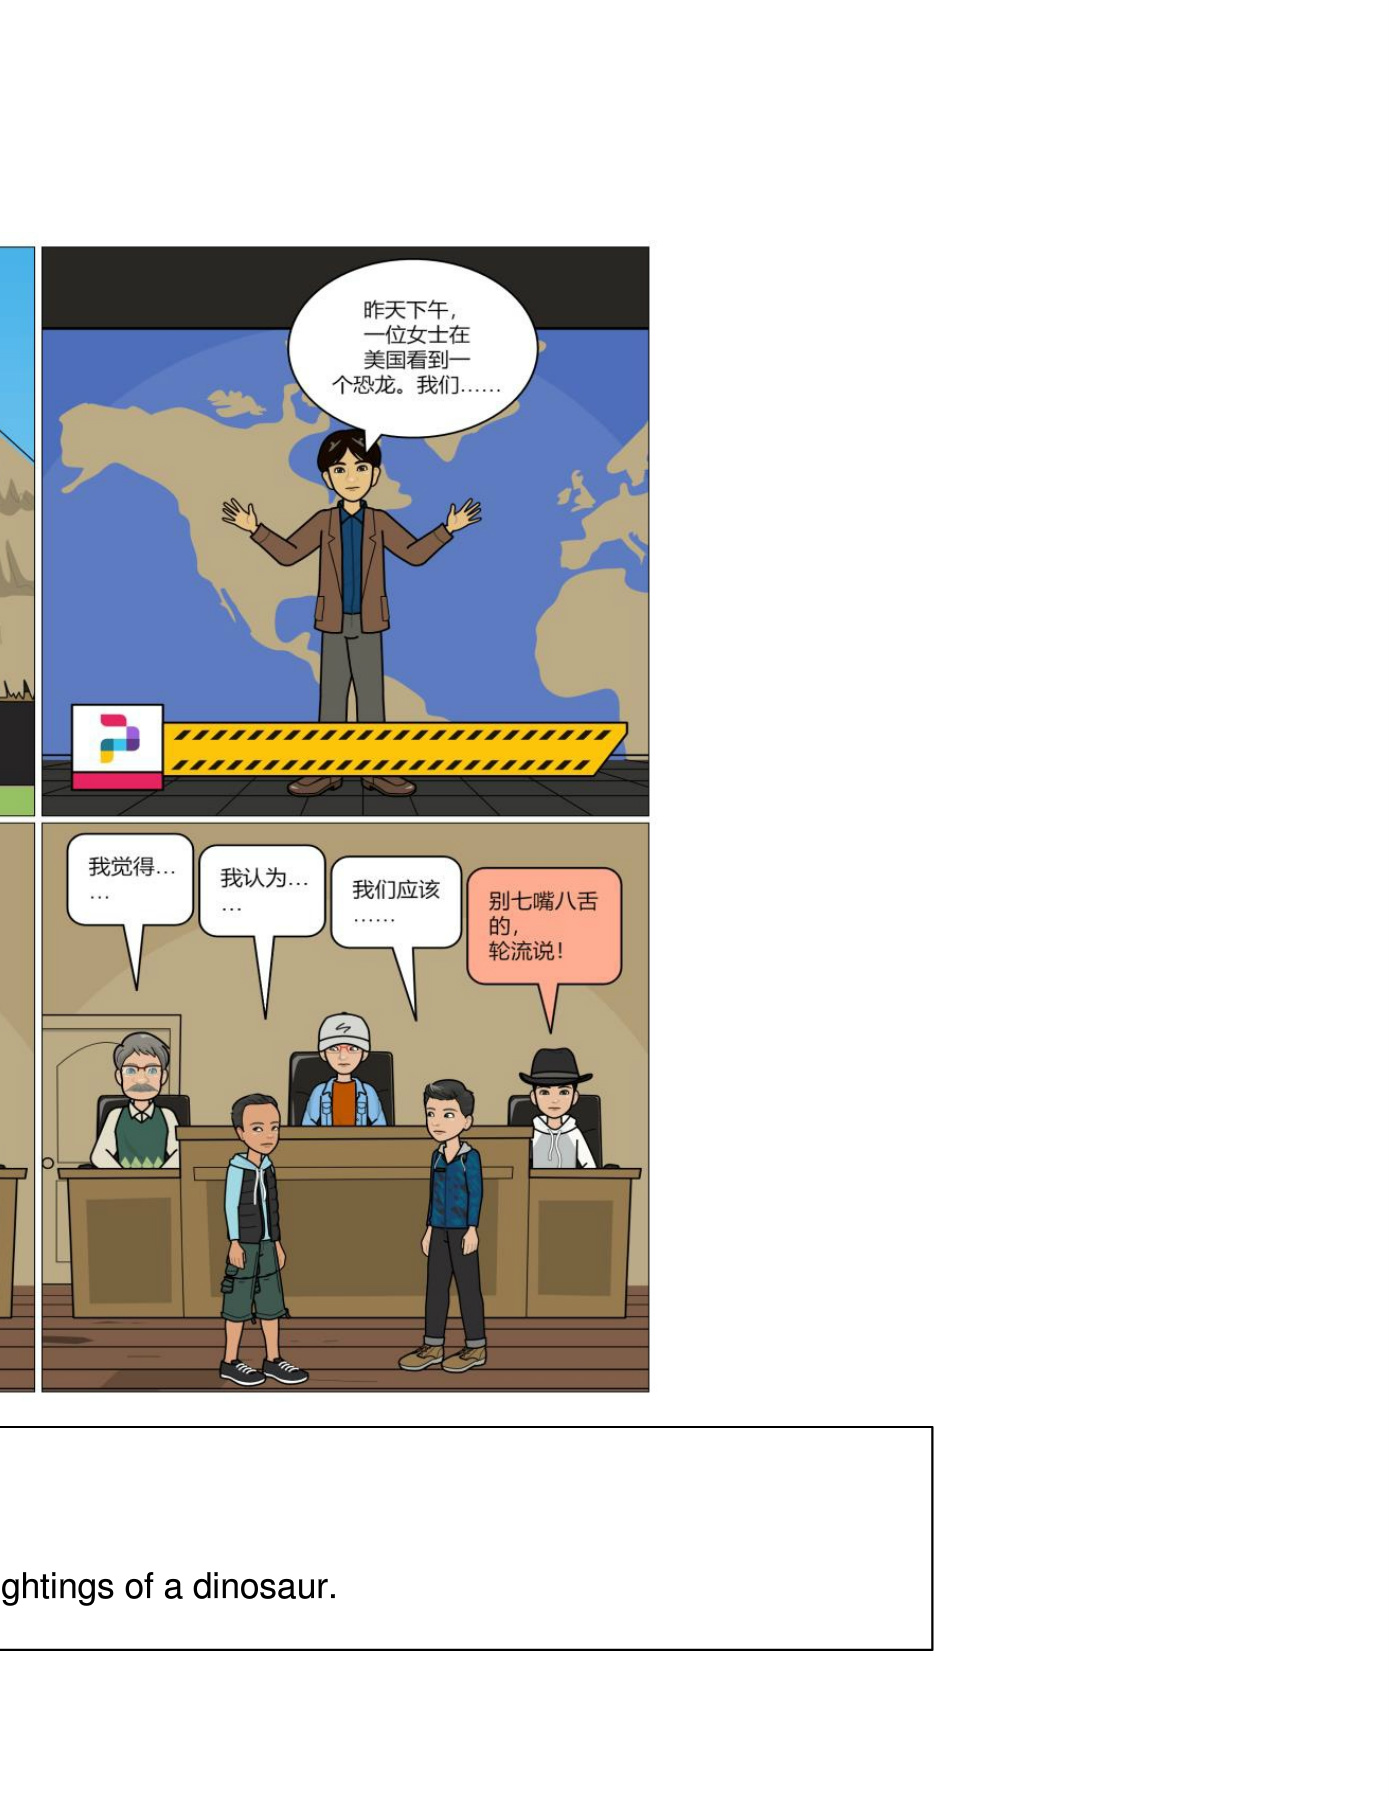 昨天下午，
一位女士在
美国看到一
个恐龙。我们……
我觉得…
…
我认为…
…
我们应该
……
别七嘴八舌
的，
轮流说！
ghtings of a dinosaur.